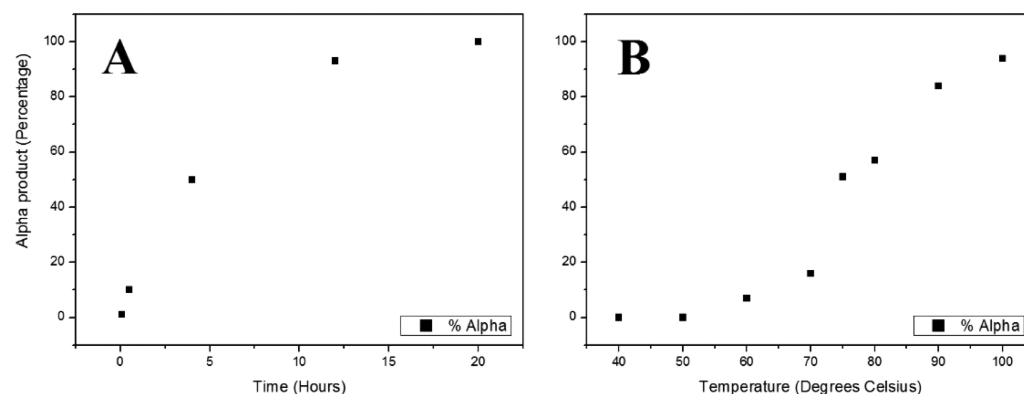 A
B
Alpha product (Percentage)
100
80
60
40
20
0
% Alpha
0 5 10 15 20
Time (Hours)
100
80
60
40
20
0
% Alpha
40 50 60 70 80 90 100
Temperature (Degrees Celsius)